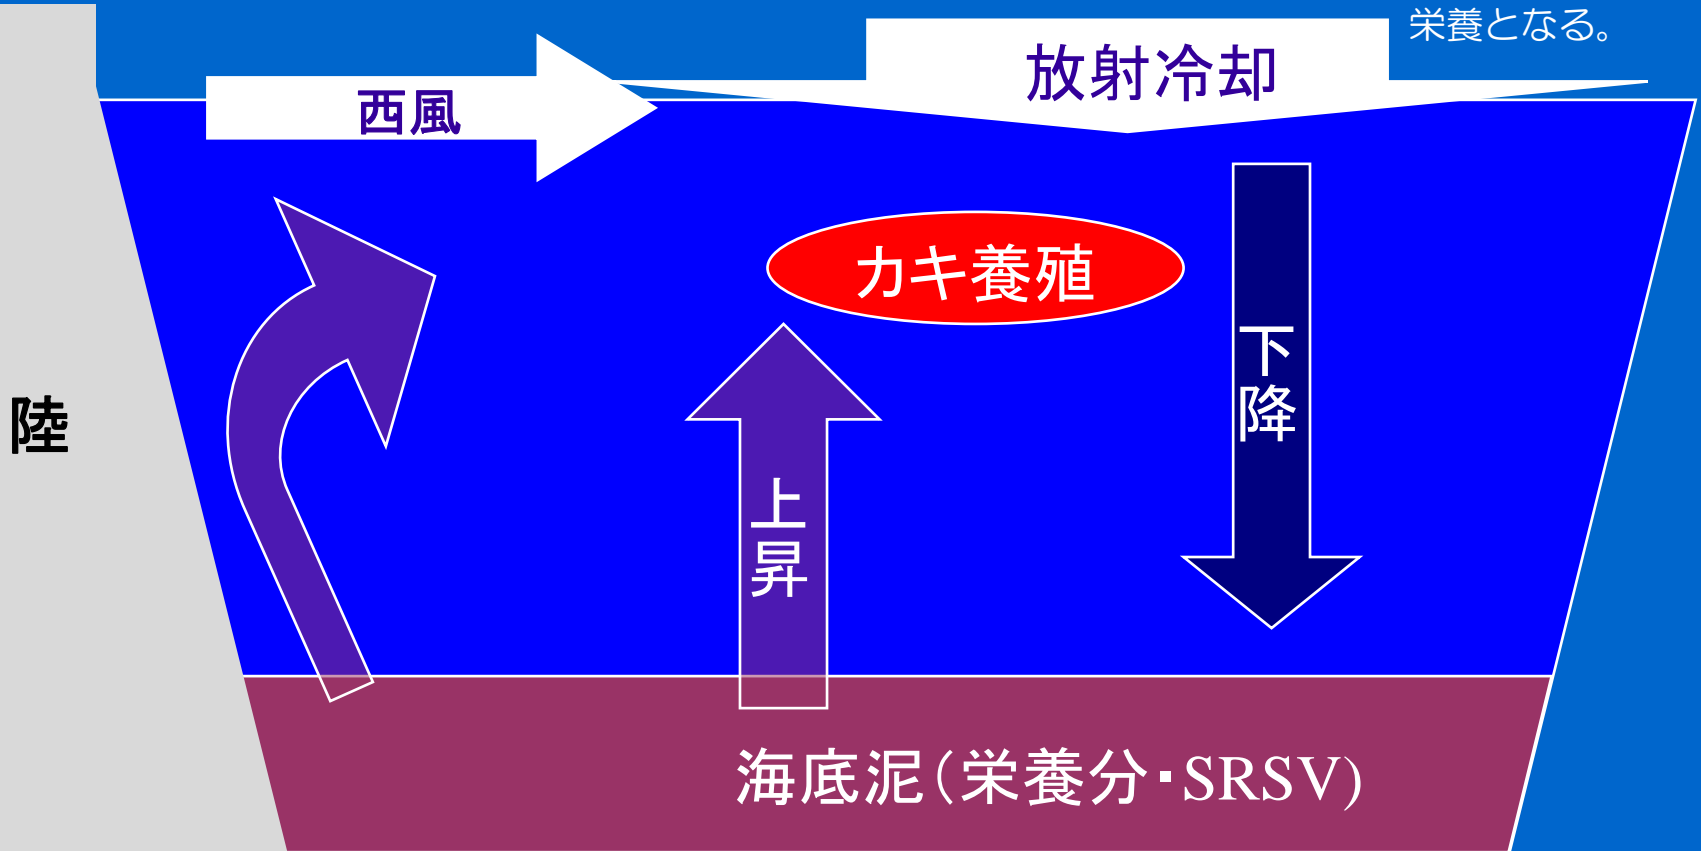 栄養となる。
放射冷却
西風
カキ養殖
下降
陸
上昇
海底泥(栄養分・SRSV)